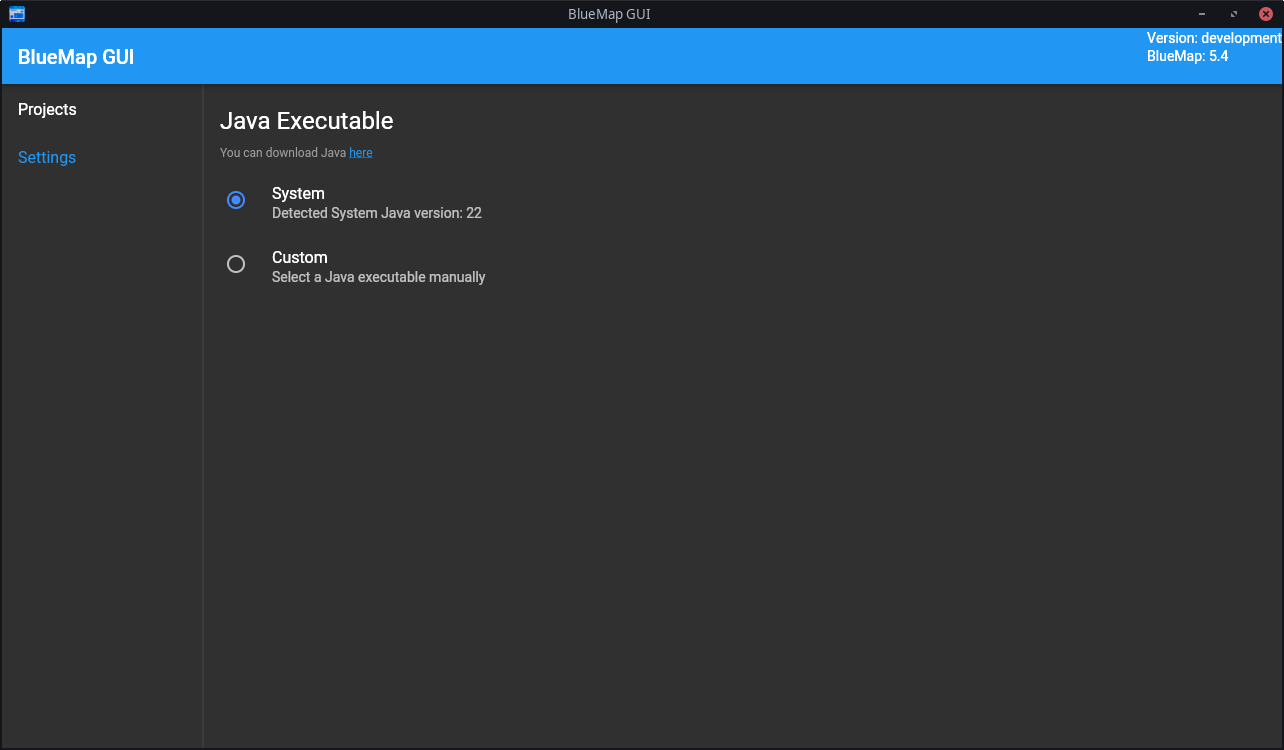 BlueMap GUI
BlueMap GUI
Version: development
BlueMap: 5.4
Projects
Settings
Java Executable
You can download Java here
System
Detected System Java version: 22
Custom
Select a Java executable manually